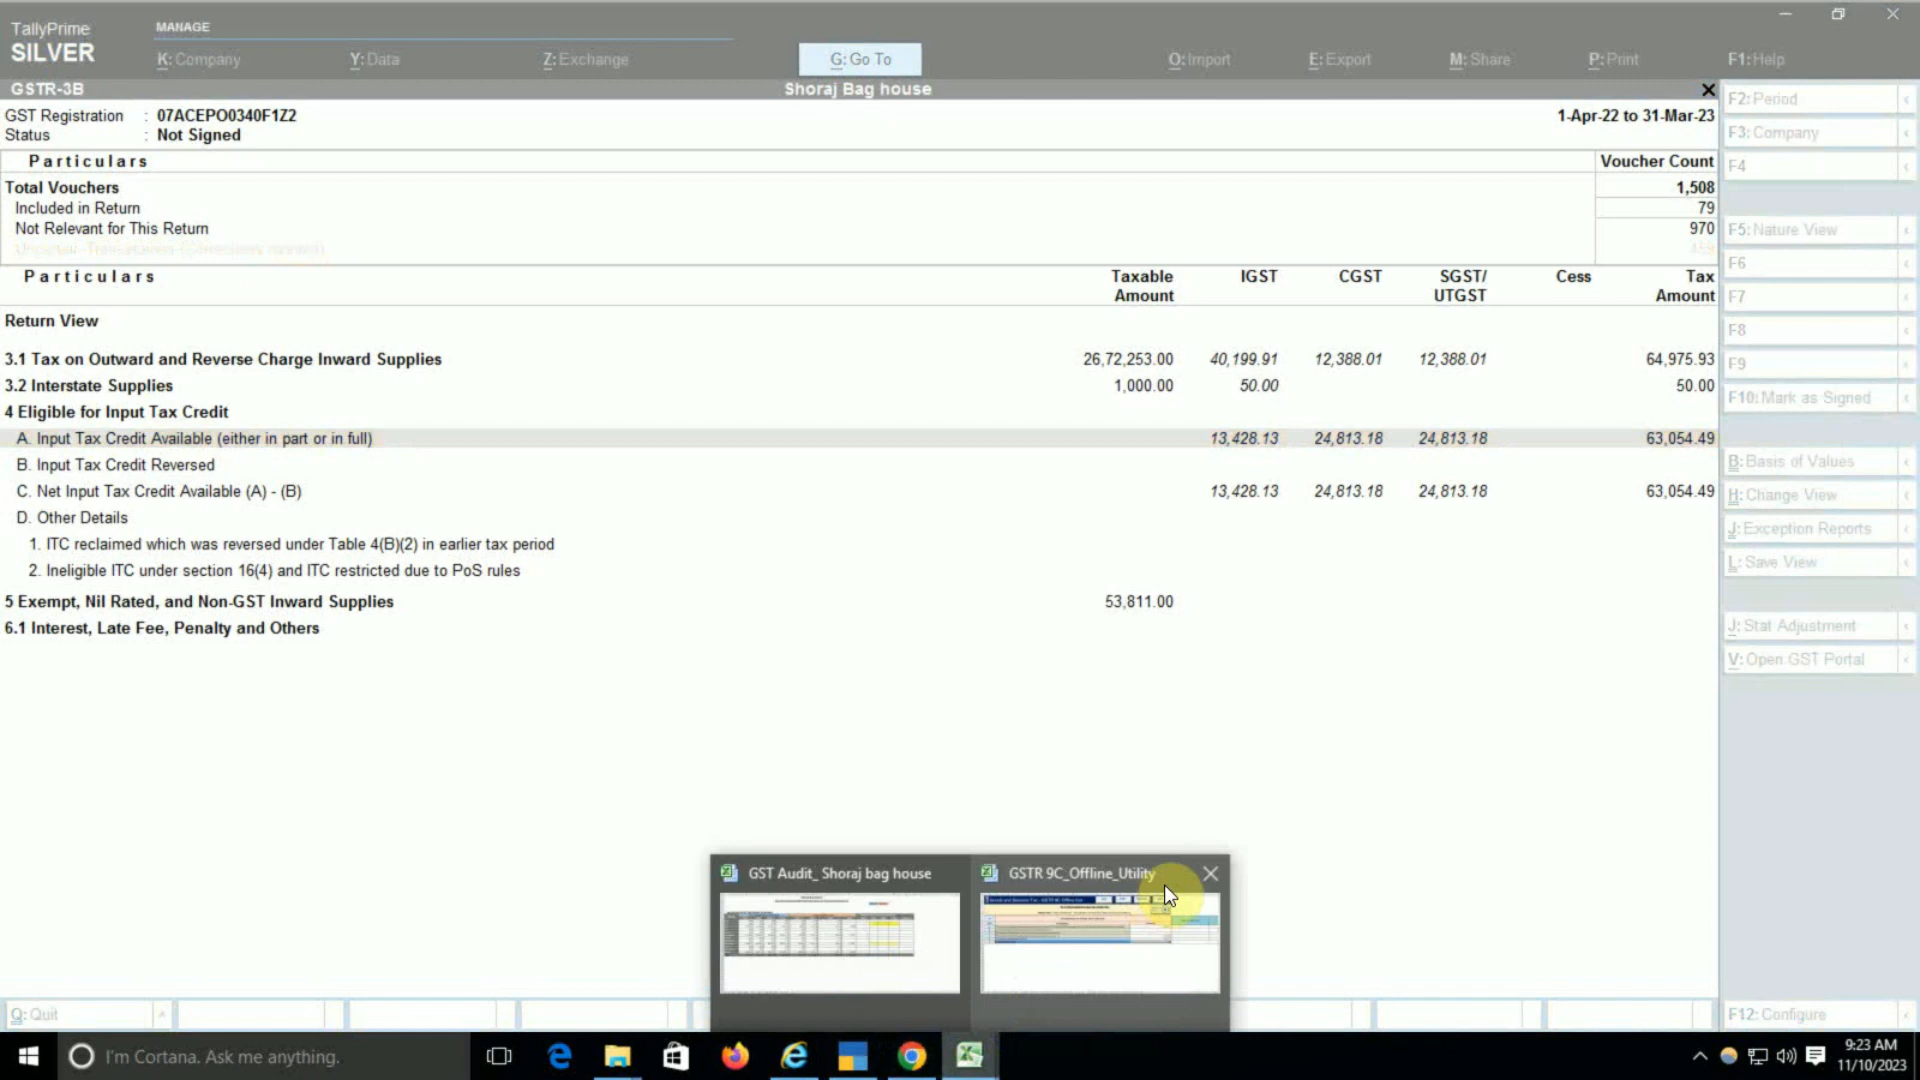 TallyPrime
SILVER
MANAGE
K: Company
Y: Data
Z: Exchange
G: Go To
O: Import
E: Export
M: Share
P: Print
F1: Help
GSTR-3B
Shoraj Bag house
GST Registration : 07ACEPO0340F1Z2
1-Apr-22 to 31-Mar-23
Status : Not Signed
Particulars Voucher Count
Total Vouchers 1,508
Included in Return 79
Not Relevant for This Return 970
Particulars Taxable Amount IGST CGST SGST/ UTGST Cess Tax Amount
Return View
3.1 Tax on Outward and Reverse Charge Inward Supplies 26,72,253.00 40,199.91 12,388.01 12,388.01 64,975.93
3.2 Interstate Supplies 1,000.00 50.00 50.00
4 Eligible for Input Tax Credit
A. Input Tax Credit Available (either in part or in full) 13,428.13 24,813.18 24,813.18 63,054.49
B. Input Tax Credit Reversed
C. Net Input Tax Credit Available (A) - (B) 13,428.13 24,813.18 24,813.18 63,054.49
D. Other Details
1. ITC reclaimed which was reversed under Table 4(B)(2) in earlier tax period
2. Ineligible ITC under section 16(4) and ITC restricted due to PoS rules
5 Exempt, Nil Rated, and Non-GST Inward Supplies 53,811.00
6.1 Interest, Late Fee, Penalty and Others
F2: Period
F3: Company
F4
F5: Nature View
F6
F7
F8
F9
F10: Mark as Signed
B: Basis of Values
H: Change View
J: Exception Reports
L: Save View
J: Stat Adjustment
V: Open GST Portal
GST Audit_ Shoraj bag house
GSTR 9C_Offline_Utility
Q: Quit
F12: Configure
I'm Cortana. Ask me anything.
9:23 AM
11/10/2023